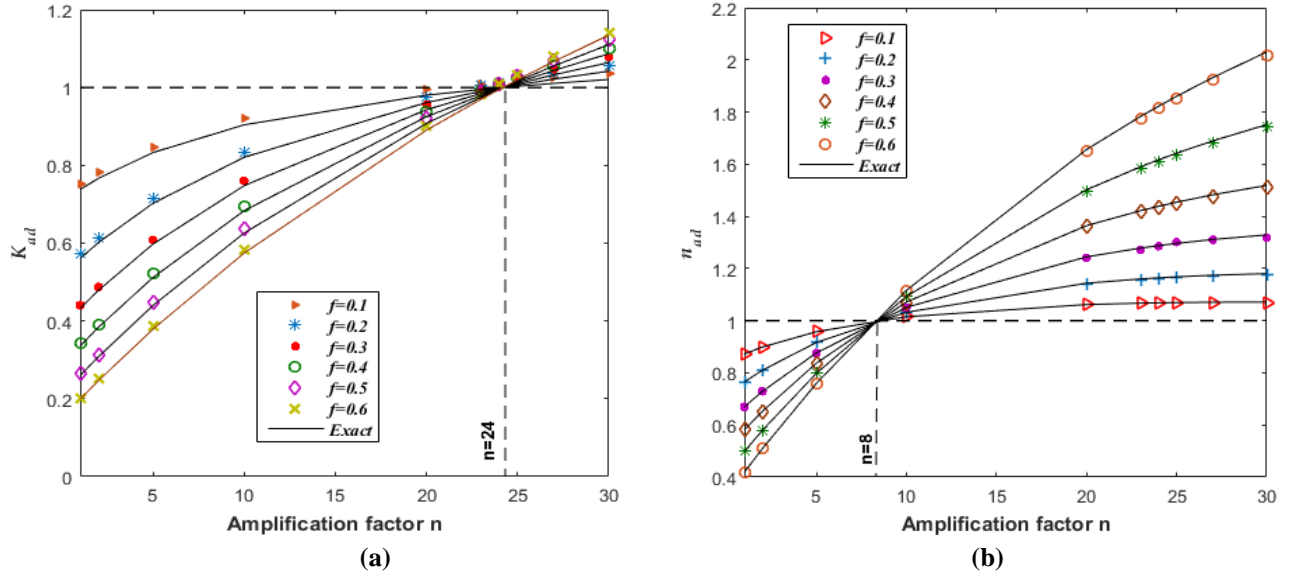 1.2
1
0.8
0.6
0.4
0.2
0
K_ad
f=0.1
f=0.2
f=0.3
f=0.4
f=0.5
f=0.6
Exact
n=24
5
10
15
20
25
30
Amplification factor n
(a)
2.2
2.0
1.8
1.6
1.4
1.2
1
0.8
0.6
0.4
n_ad
f=0.1
f=0.2
f=0.3
f=0.4
f=0.5
f=0.6
Exact
n=8
5
10
15
20
25
30
Amplification factor n
(b)